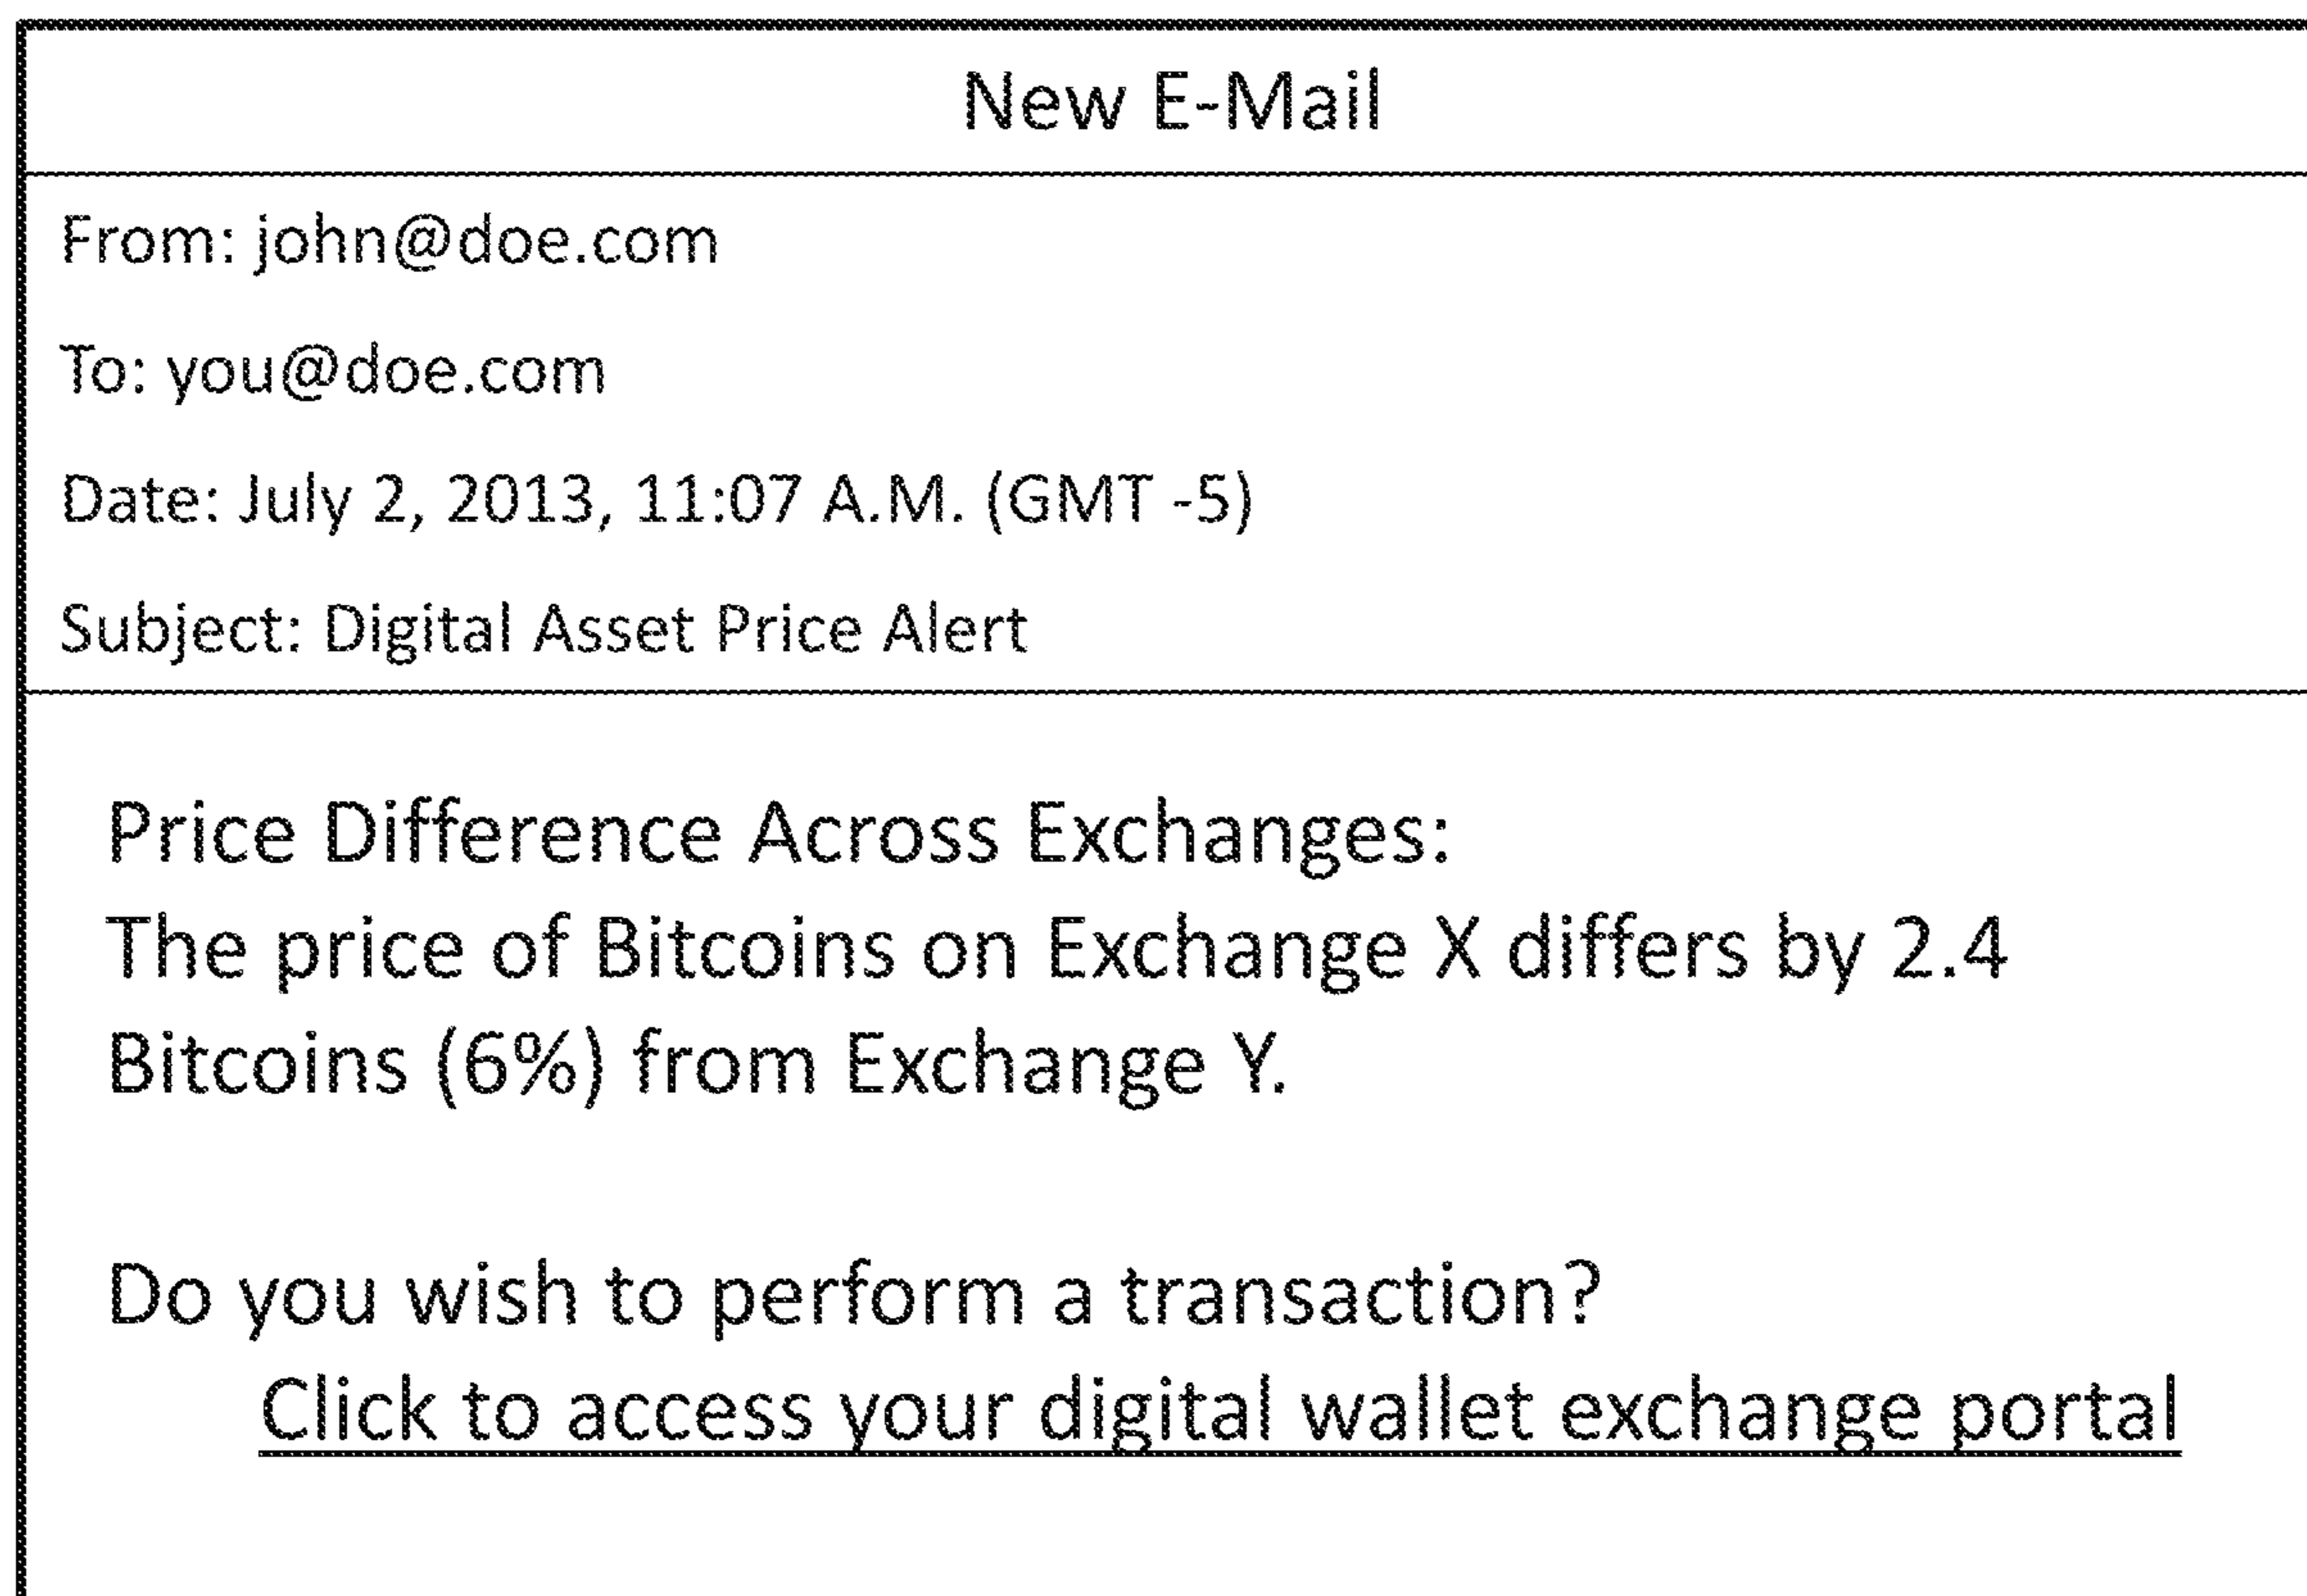 New E-Mail
From: john@doe.com
To: you@doe.com
Date: July 2, 2013, 11:07 A.M. (GMT -5)
Subject: Digital Asset Price Alert
Price Difference Across Exchanges:
The price of Bitcoins on Exchange X differs by 2.4
Bitcoins (6%) from Exchange Y.
Do you wish to perform a transaction?
Click to access your digital wallet exchange portal